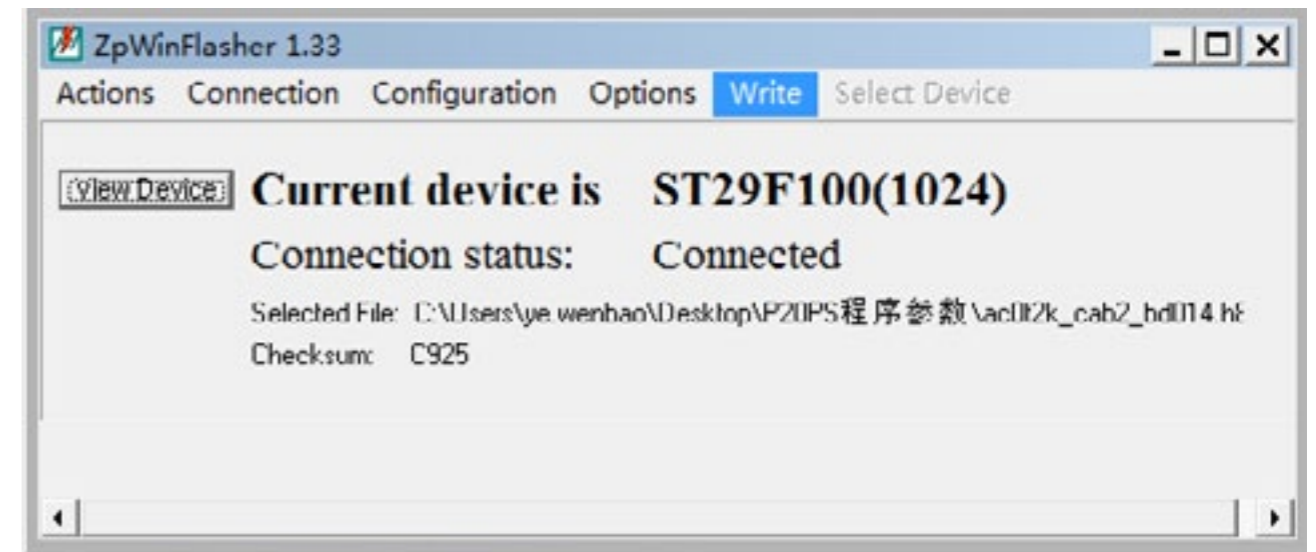 ZpWinFlasher 1.33
Actions Connection Configuration Options Write Select Device
View Device Current device is ST29F100(1024)
Connection status: Connected
Selected File: C:\Users\ye.wenhao\Desktop\P20PS程序参数\ac0t2k_cab2_bd014.h8
Checksum: C925